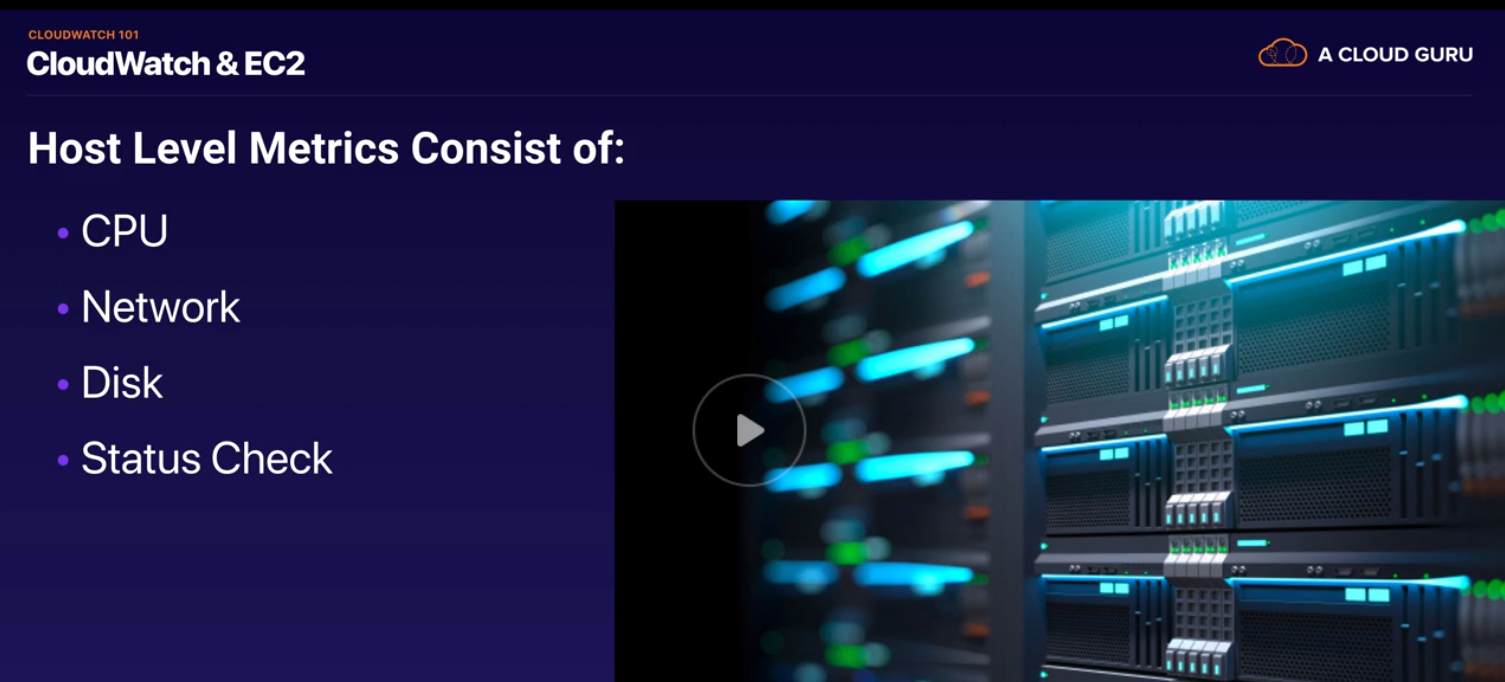 CLOUDWATCH 101
CloudWatch & EC2
A CLOUD GURU
Host Level Metrics Consist of:
• CPU
• Network
• Disk
• Status Check